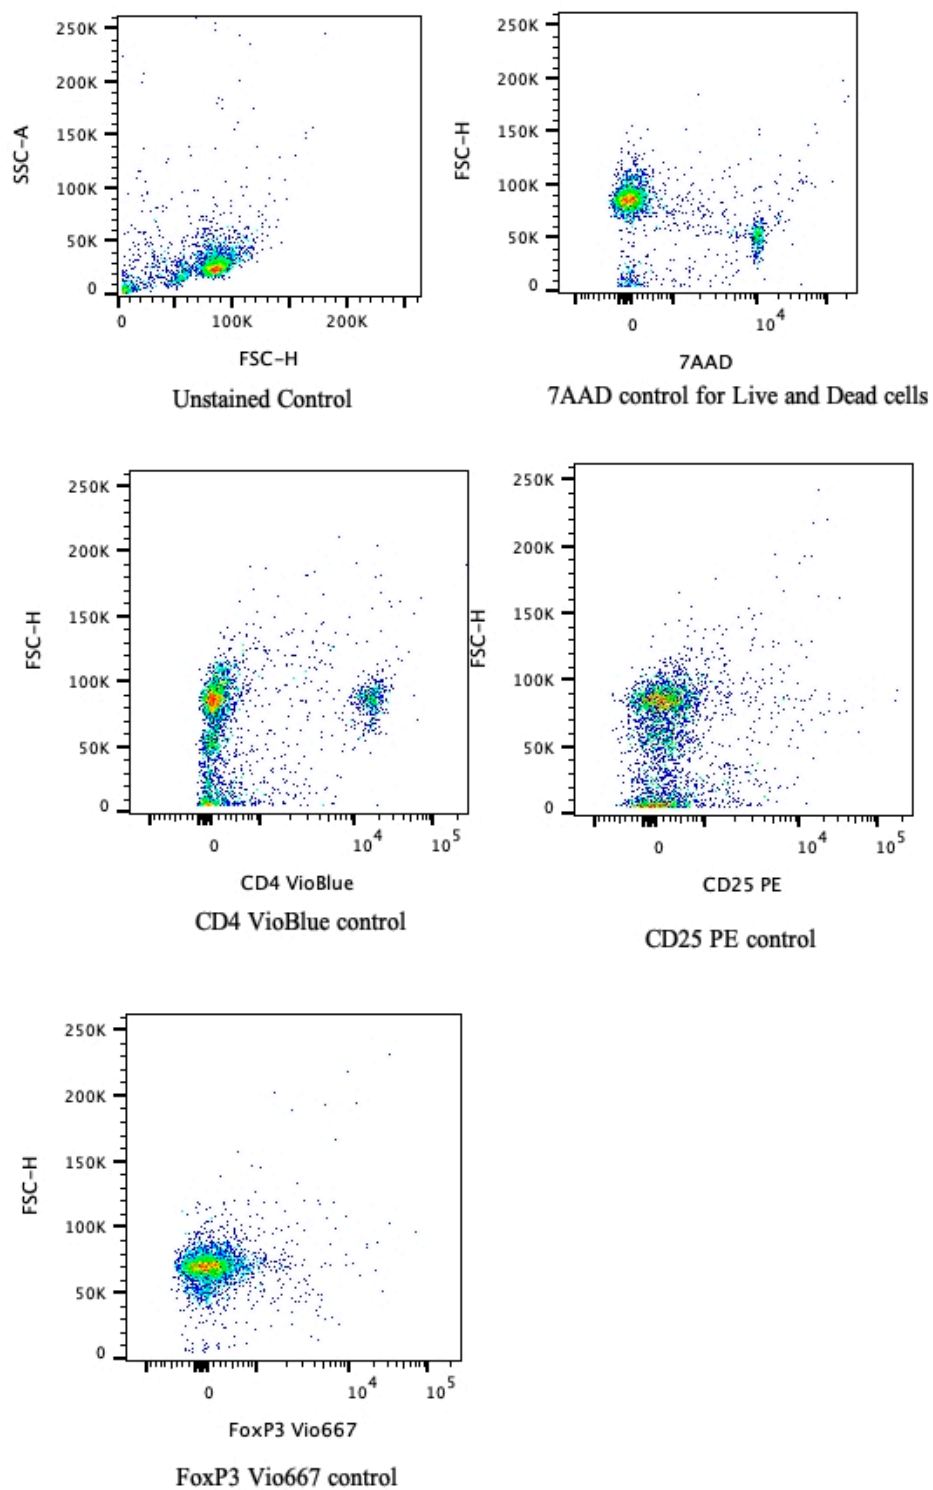 250K
200K
150K
100K
50K
0
SSC-A
0 100K 200K
FSC-H
Unstained Control
250K
200K
150K
100K
50K
0
FSC-H
0 10^4
7AAD
7AAD control for Live and Dead cells
250K
200K
150K
100K
50K
0
FSC-H
0 10^4 10^5
CD4 VioBlue
CD4 VioBlue control
250K
200K
150K
100K
50K
0
FSC-H
0 10^4 10^5
CD25 PE
CD25 PE control
250K
200K
150K
100K
50K
0
FSC-H
0 10^4 10^5
FoxP3 Vio667
FoxP3 Vio667 control